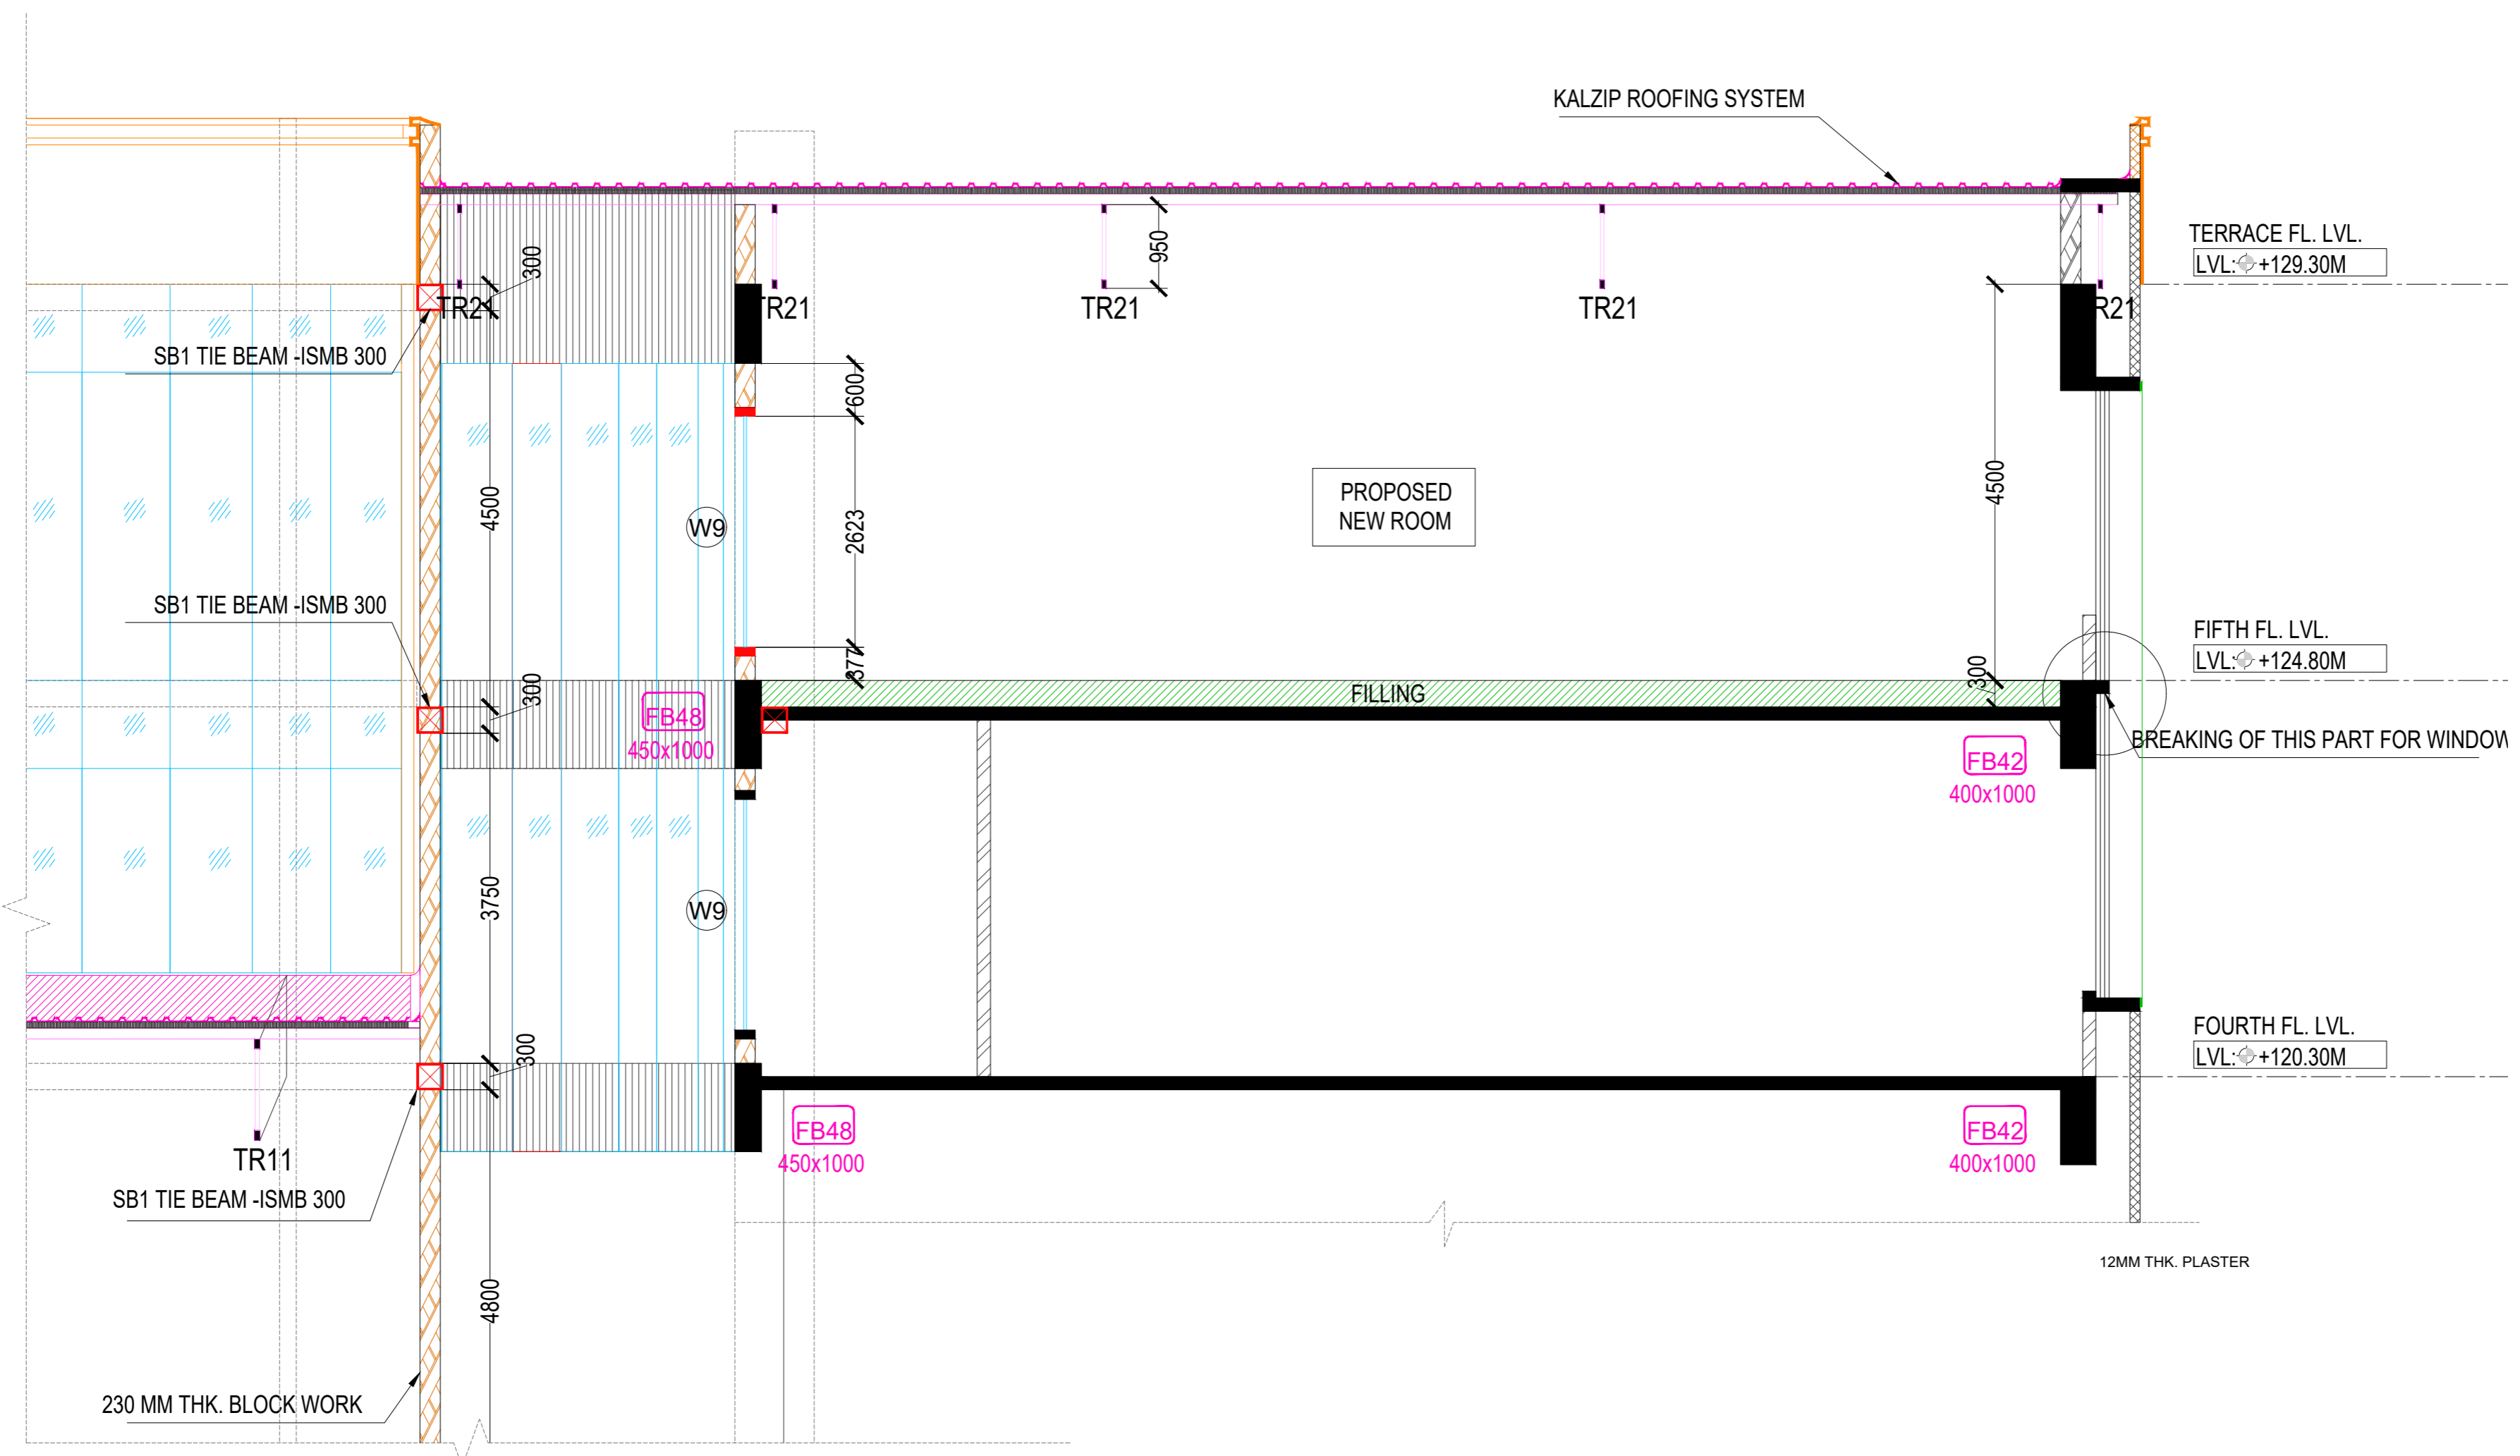 KALZIP ROOFING SYSTEM
TERRACE FL. LVL.
LVL: +129.30M
300
950
TR21
TR21
TR21
TR21
R21
SB1 TIE BEAM -ISMB 300
600
4500
4500
2623
PROPOSED
NEW ROOM
W9
SB1 TIE BEAM -ISMB 300
FIFTH FL. LVL.
LVL: +124.80M
377
300
300
FILLING
FB48
450x1000
BREAKING OF THIS PART FOR WINDOW
FB42
400x1000
3750
W9
FOURTH FL. LVL.
LVL: +120.30M
300
FB48
450x1000
FB42
400x1000
TR11
SB1 TIE BEAM -ISMB 300
12MM THK. PLASTER
4800
230 MM THK. BLOCK WORK